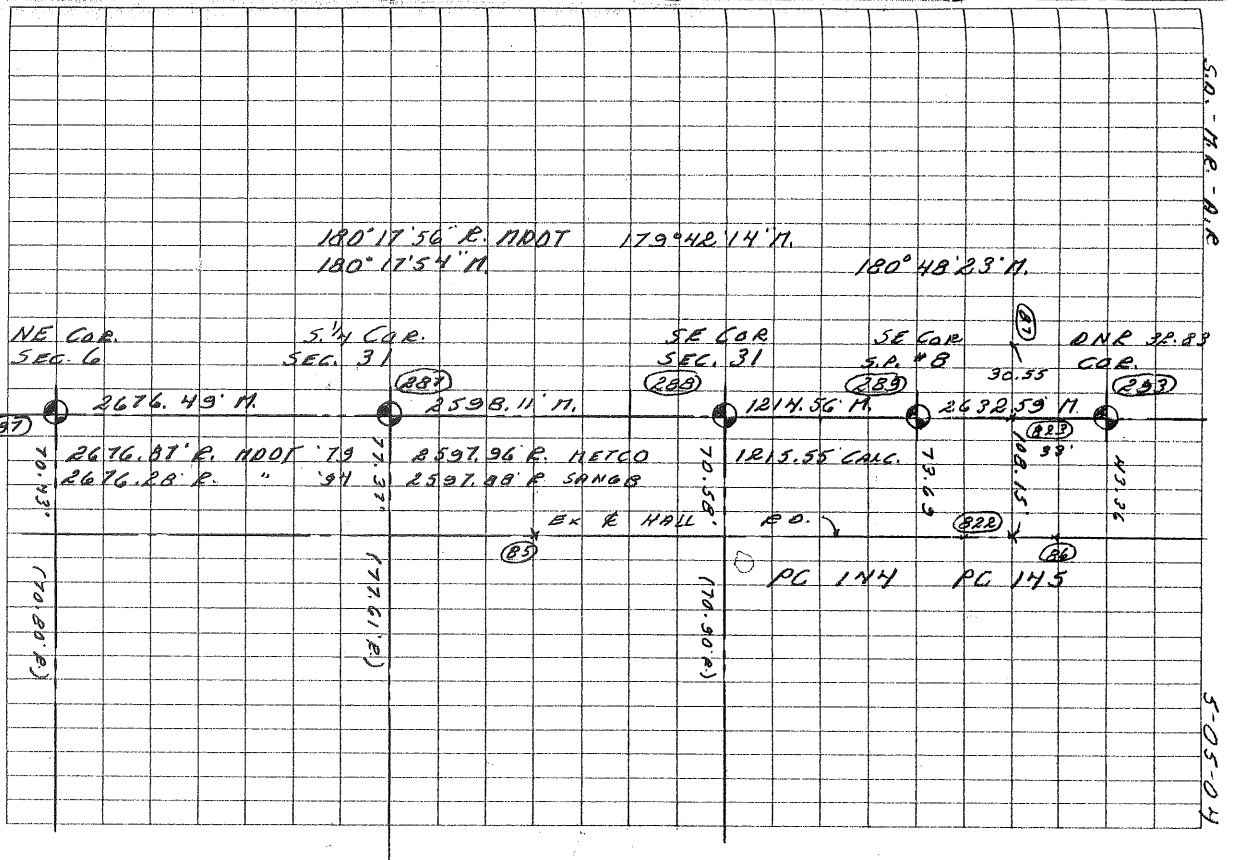 S.D. - M.R. - A.R
180° 17' 56" R. MDOT 179° 42' 14" M.
180° 17' 54" M
180° 48' 23" M.
NE COR. S. 1/4 COR. SE COR SE COR 87 DNR 32.83
SEC. 6 SEC. 31 SEC. 31 S.P. #8 COR.
30.55
287 288 289 293
2676.49' M. 2598.11' M. 1214.56' M. 2632.59' M.
823
33'
2676.87' R. MDOT '79 2597.96' R. METCO 1215.55' CALC.
2676.28' R. " '94 2597.88' R SANGB
70.43' 77.37' 70.58' 73.69 108.15' 43.36
EX ℄ HALL RD. 822
85 86
PC 144 PC 145
(70.80' R.) (77.61' R.) (70.90' R.)
5-05-04